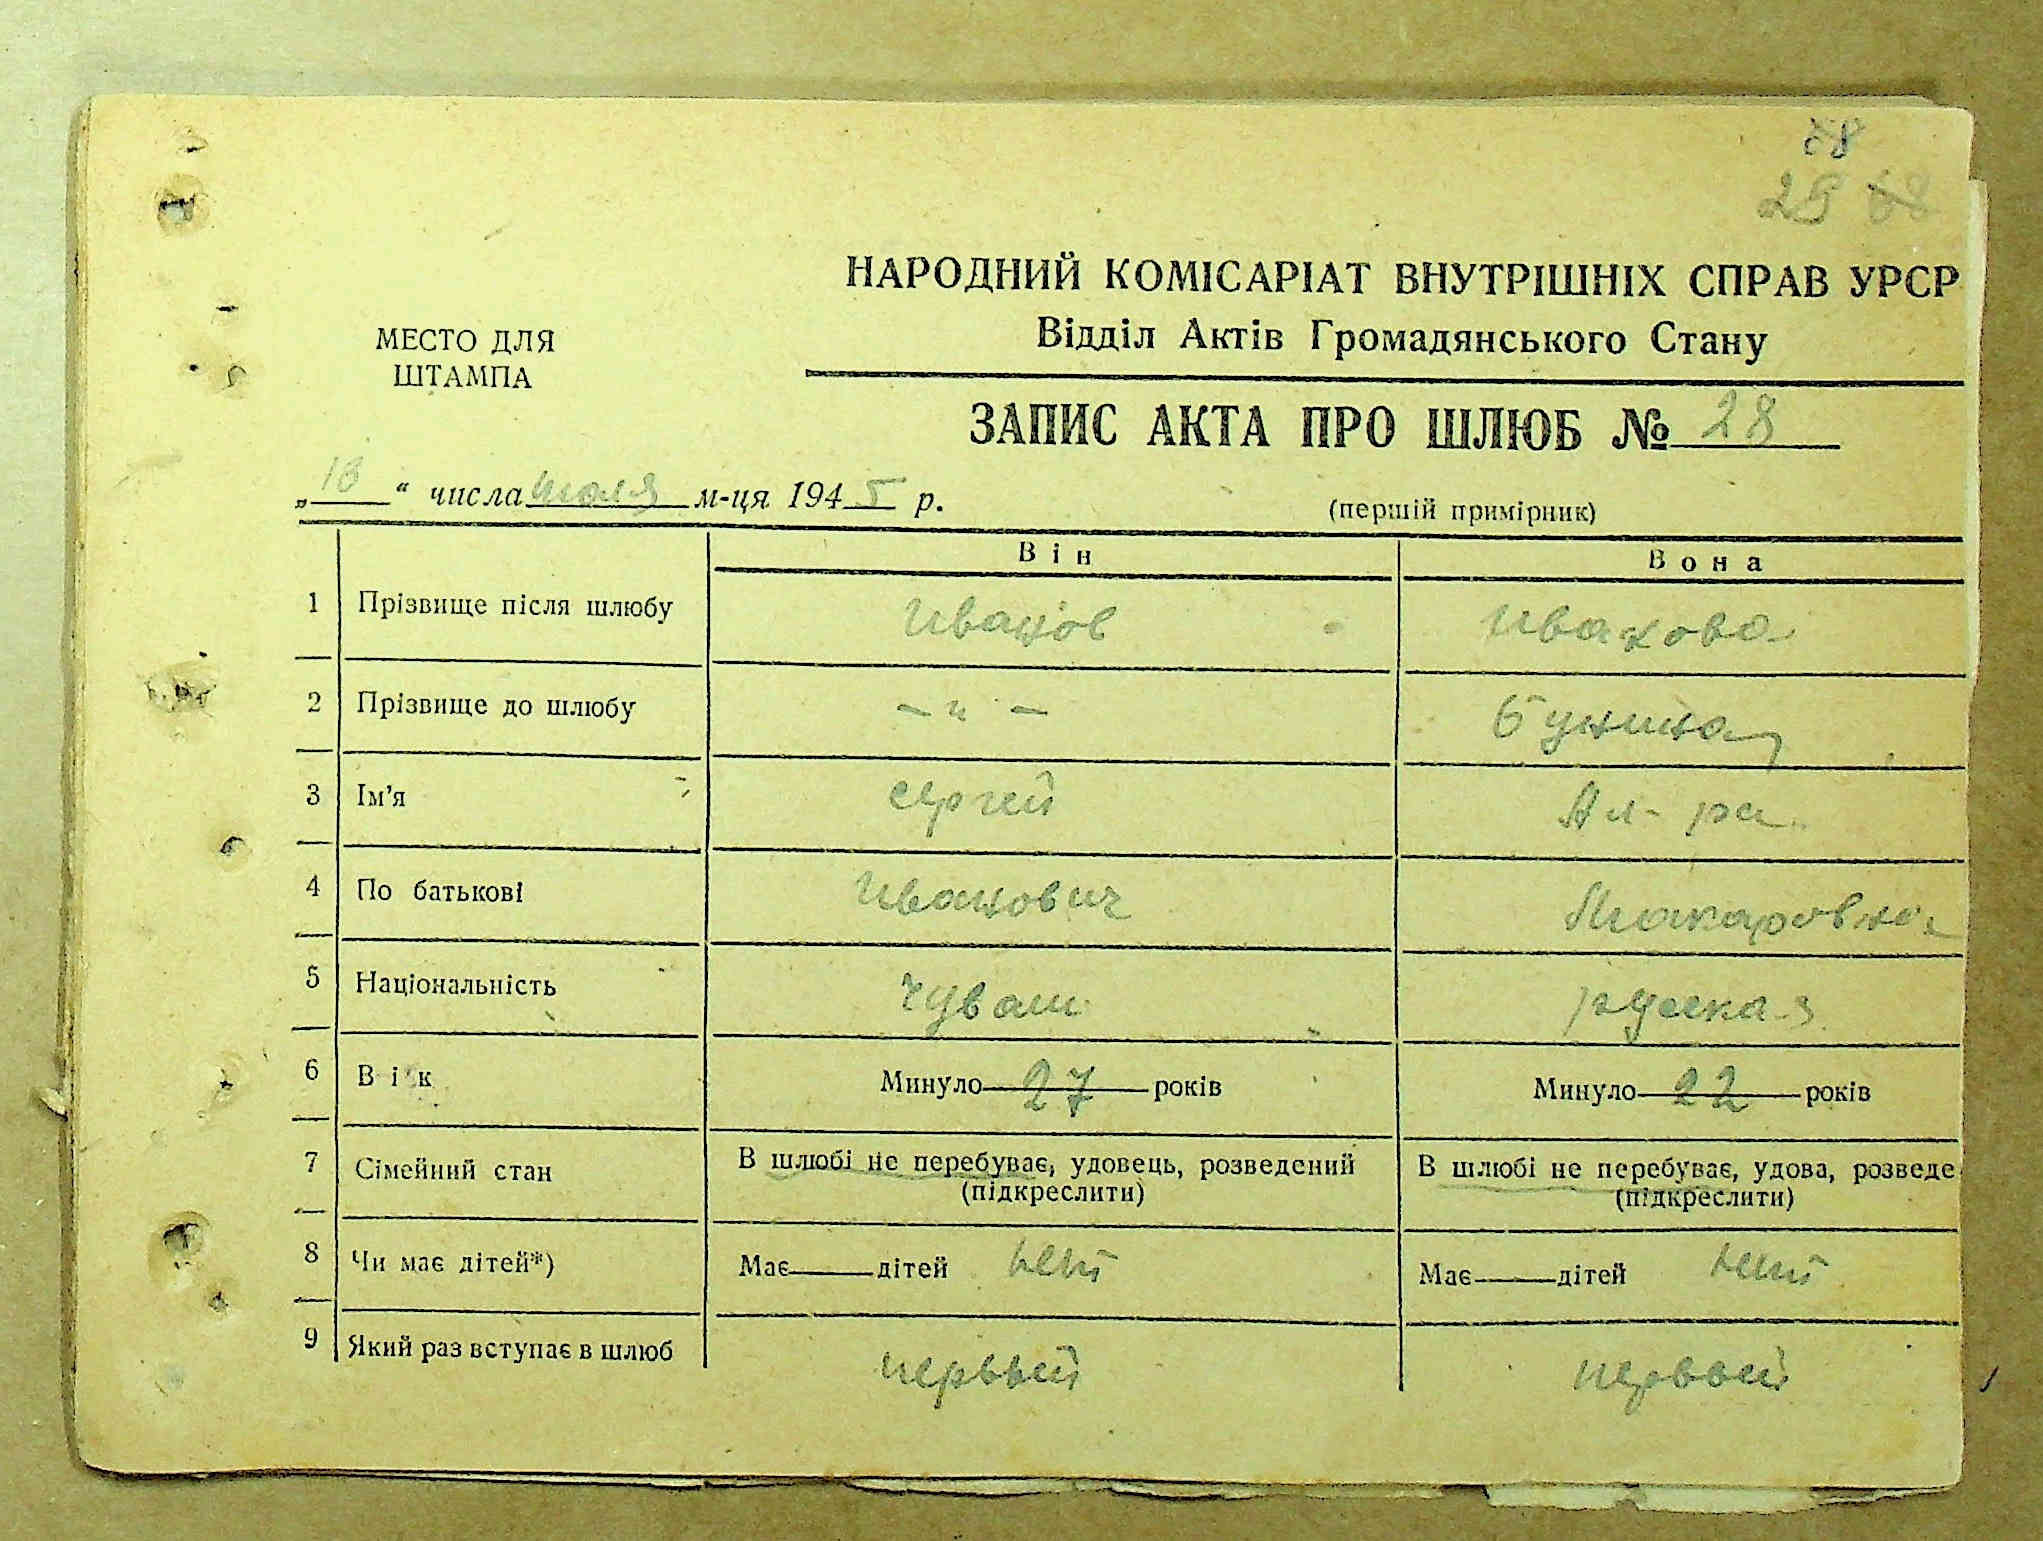 28
НАРОДНИЙ КОМІСАРІАТ ВНУТРІШНІХ СПРАВ УРСР
Відділ Актів Громадянського Стану
МЕСТО ДЛЯ
ШТАМПА
ЗАПИС АКТА ПРО ШЛЮБ № 28
„ “ числа июля м-ця 1945 р.
(першій примірник)
Він Вона
1 Прізвище після шлюбу Иванов Иванова
2 Прізвище до шлюбу — " — Бунина
3 Ім'я Сергей Ал-ра
4 По батькові Иванович Макаровна
5 Національність Чуваш русская
6 Вік Минуло 27 років Минуло 22 років
7 Сімейний стан В шлюбі не перебуває, удовець, розведений В шлюбі не перебуває, удова, розведе
(підкреслити) (підкреслити)
8 Чи має дітей*) Має——дітей нет Має——дітей нет
9 Який раз вступає в шлюб первый первый